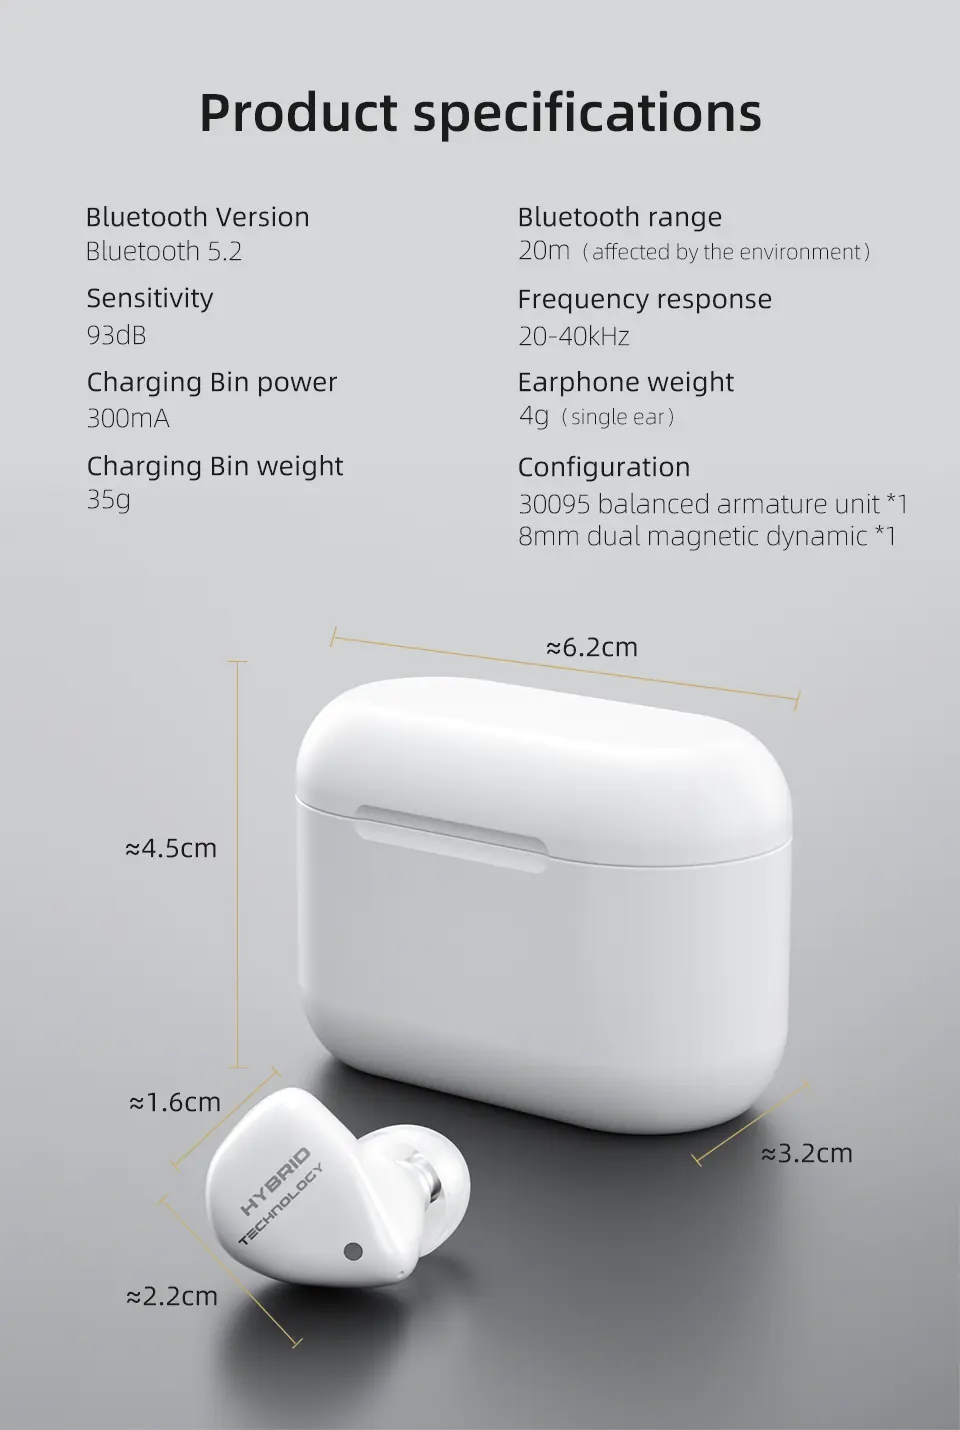 Product specifications
Bluetooth Version
Bluetooth 5.2
Bluetooth range
20m (affected by the environment)
Sensitivity
93dB
Frequency response
20-40kHz
Charging Bin power
300mA
Earphone weight
4g (single ear)
Charging Bin weight
35g
Configuration
30095 balanced armature unit *1
8mm dual magnetic dynamic *1
≈6.2cm
≈4.5cm
≈1.6cm
≈3.2cm
HYBRID
TECHNOLOGY
≈2.2cm